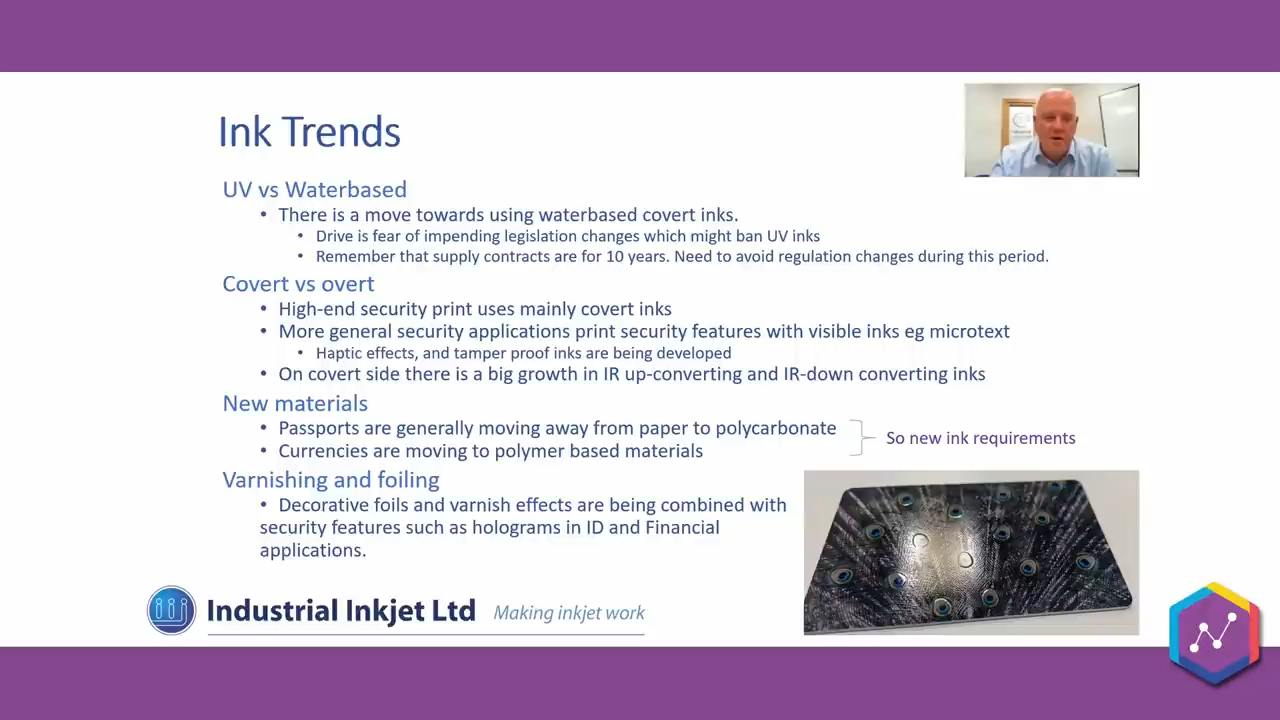 Ink Trends
UV vs Waterbased
• There is a move towards using waterbased covert inks.
• Drive is fear of impending legislation changes which might ban UV inks
• Remember that supply contracts are for 10 years. Need to avoid regulation changes during this period.
Covert vs overt
• High-end security print uses mainly covert inks
• More general security applications print security features with visible inks eg microtext
• Haptic effects, and tamper proof inks are being developed
• On covert side there is a big growth in IR up-converting and IR-down converting inks
New materials
• Passports are generally moving away from paper to polycarbonate
• Currencies are moving to polymer based materials
So new ink requirements
Varnishing and foiling
• Decorative foils and varnish effects are being combined with
security features such as holograms in ID and Financial
applications.
Industrial Inkjet Ltd Making inkjet work